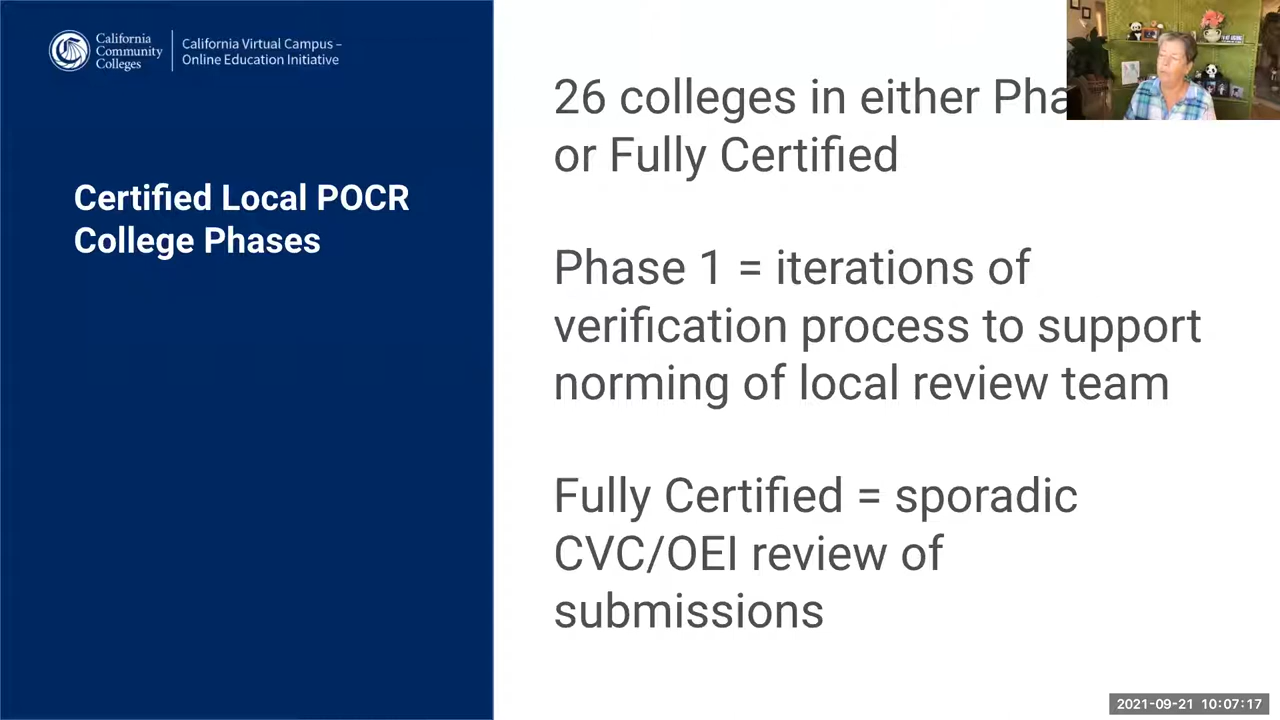 California
Community
Colleges
California Virtual Campus –
Online Education Initiative
Certified Local POCR
College Phases
26 colleges in either
or Fully Certified
Phase 1 = iterations of
verification process to support
norming of local review team
Fully Certified = sporadic
CVC/OEI review of
submissions
2021-09-21 10:07:17